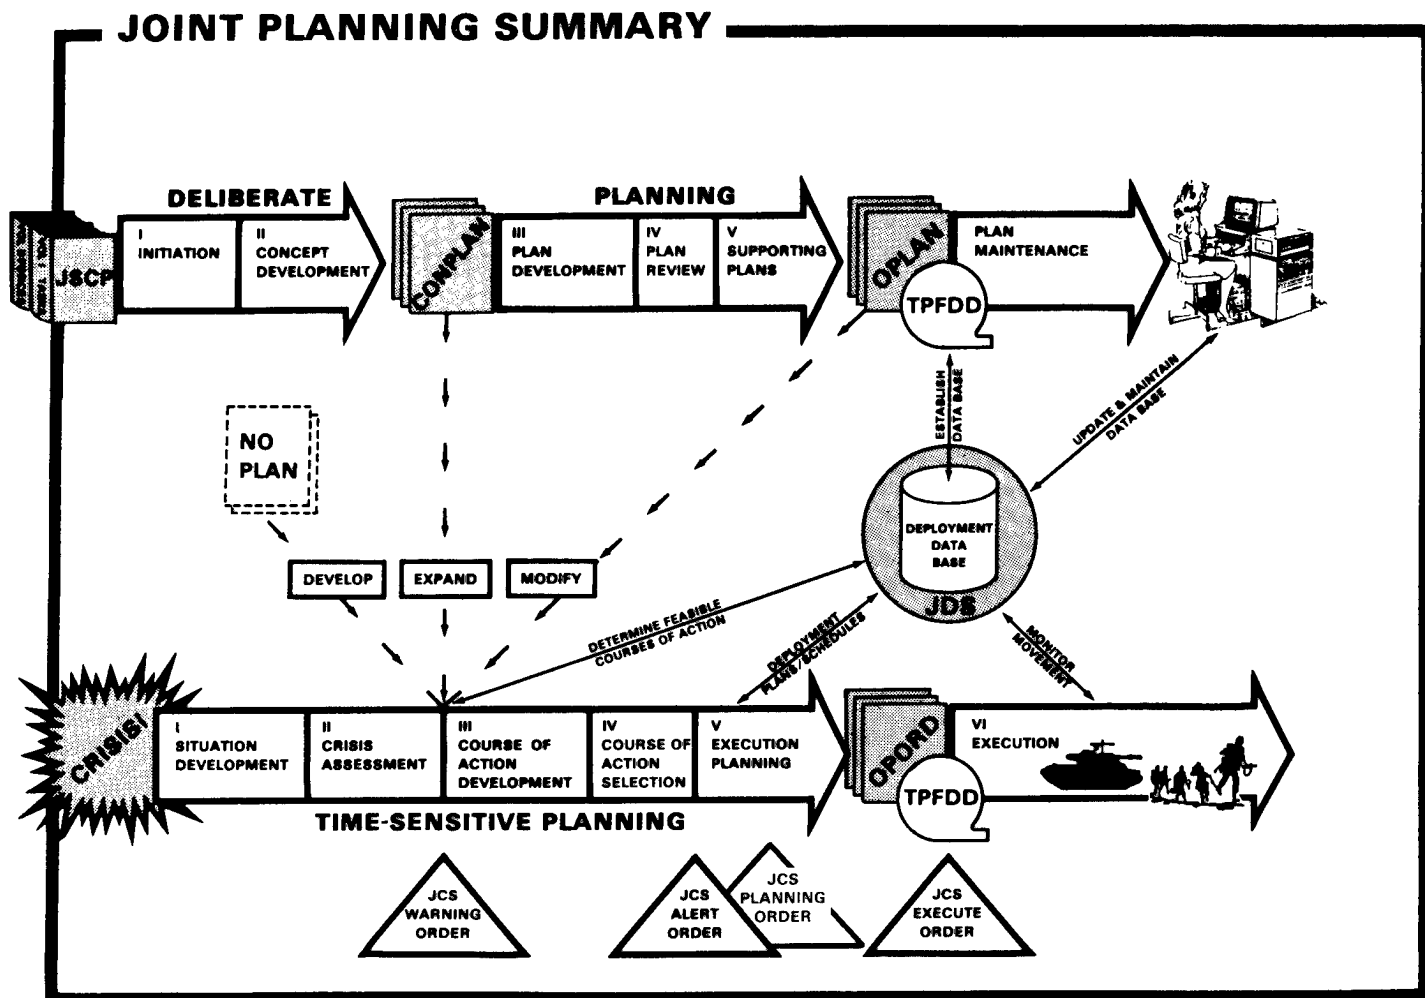 JOINT PLANNING SUMMARY
DELIBERATE
PLANNING
JSCP
I
INITIATION
II
CONCEPT
DEVELOPMENT
CONPLAN
III
PLAN
DEVELOPMENT
IV
PLAN
REVIEW
V
SUPPORTING
PLANS
OPLAN
TPFDD
PLAN
MAINTENANCE
NO
PLAN
ESTABLISH
DATA BASE
UPDATE & MAINTAIN
DATA BASE
DEPLOYMENT
DATA
BASE
JDS
DEVELOP
EXPAND
MODIFY
DETERMINE FEASIBLE
COURSES OF ACTION
DEPLOYMENT
PLANS/SCHEDULES
MONITOR
MOVEMENT
CRISIS!
I
SITUATION
DEVELOPMENT
II
CRISIS
ASSESSMENT
III
COURSE OF
ACTION
DEVELOPMENT
IV
COURSE OF
ACTION
SELECTION
V
EXECUTION
PLANNING
OPORD
TPFDD
VI
EXECUTION
TIME-SENSITIVE PLANNING
JCS
WARNING
ORDER
JCS
ALERT
ORDER
JCS
PLANNING
ORDER
JCS
EXECUTE
ORDER